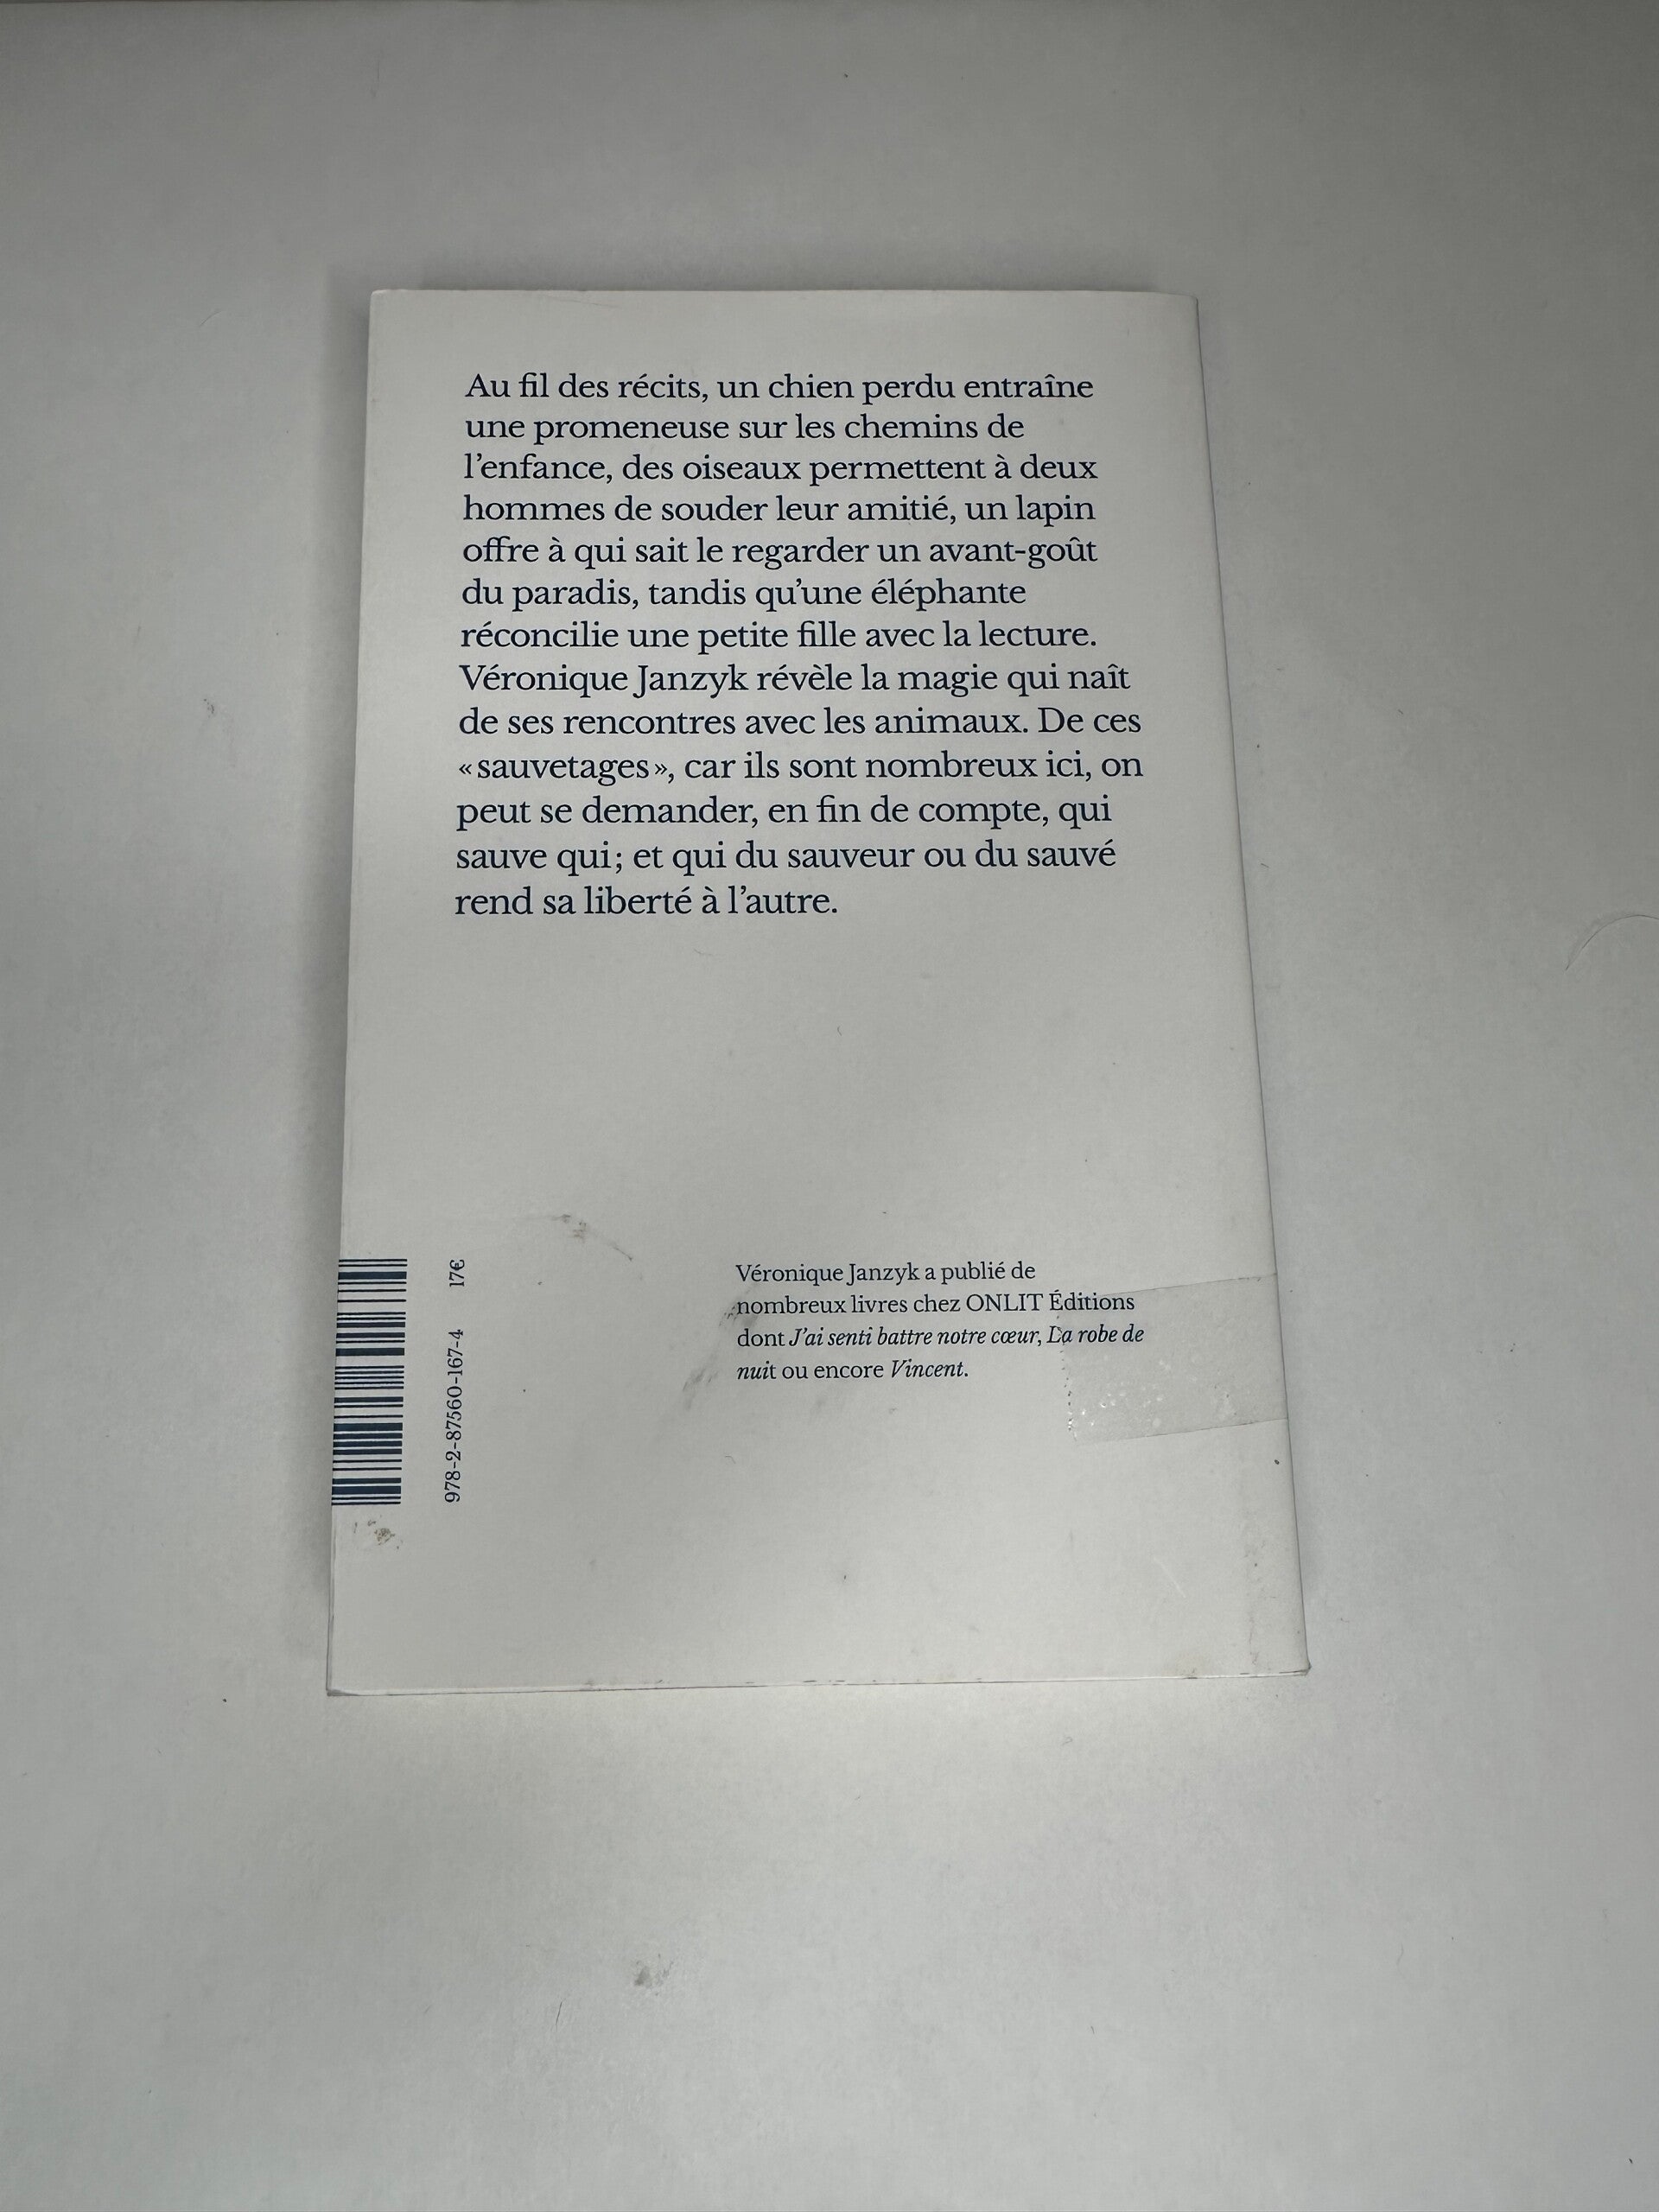 Au fil des récits, un chien perdu entraîne
une promeneuse sur les chemins de
l'enfance, des oiseaux permettent à deux
hommes de souder leur amitié, un lapin
offre à qui sait le regarder un avant-goût
du paradis, tandis qu'une éléphante
réconcilie une petite fille avec la lecture.
Véronique Janzyk révèle la magie qui naît
de ses rencontres avec les animaux. De ces
« sauvetages », car ils sont nombreux ici, on
peut se demander, en fin de compte, qui
sauve qui ; et qui du sauveur ou du sauvé
rend sa liberté à l'autre.
978-2-87560-167-4 17€
Véronique Janzyk a publié de
nombreux livres chez ONLIT Éditions
dont J'ai senti battre notre cœur, La robe de
nuit ou encore Vincent.